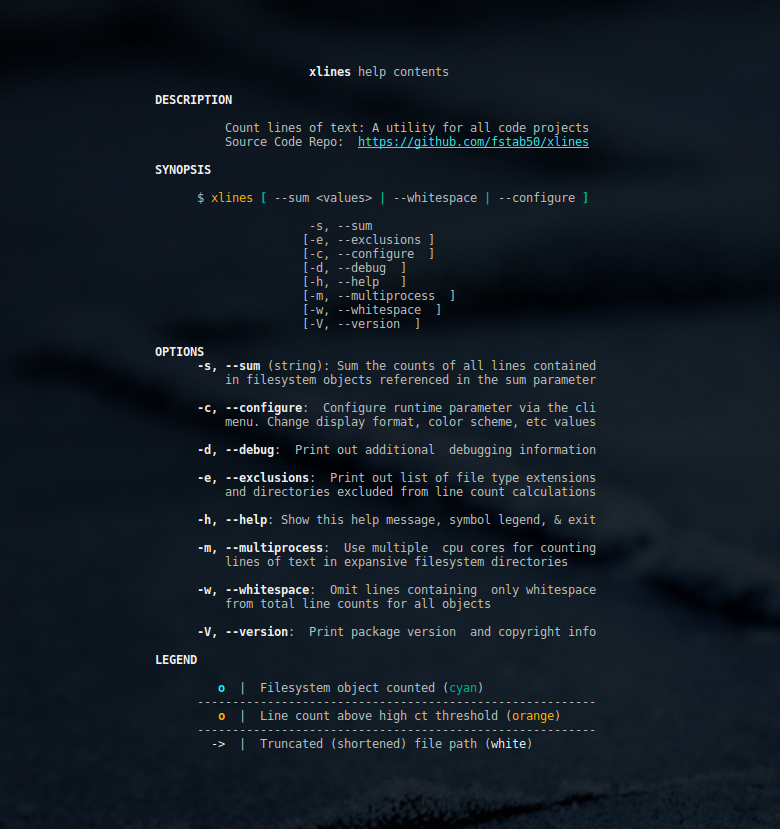 xlines help contents
DESCRIPTION
Count lines of text: A utility for all code projects
Source Code Repo:  https://github.com/fstab50/xlines
SYNOPSIS
$ xlines [ --sum <values> | --whitespace | --configure ]
-s, --sum
[-e, --exclusions ]
[-c, --configure  ]
[-d, --debug  ]
[-h, --help   ]
[-m, --multiprocess  ]
[-w, --whitespace  ]
[-V, --version  ]
OPTIONS
-s, --sum (string): Sum the counts of all lines contained
in filesystem objects referenced in the sum parameter
-c, --configure:  Configure runtime parameter via the cli
menu. Change display format, color scheme, etc values
-d, --debug:  Print out additional  debugging information
-e, --exclusions:  Print out list of file type extensions
and directories excluded from line count calculations
-h, --help: Show this help message, symbol legend, & exit
-m, --multiprocess:  Use multiple  cpu cores for counting
lines of text in expansive filesystem directories
-w, --whitespace:  Omit lines containing  only whitespace
from total line counts for all objects
-V, --version:  Print package version  and copyright info
LEGEND
o  |  Filesystem object counted (cyan)
---------------------------------------------------------
o  |  Line count above high ct threshold (orange)
---------------------------------------------------------
->  |  Truncated (shortened) file path (white)